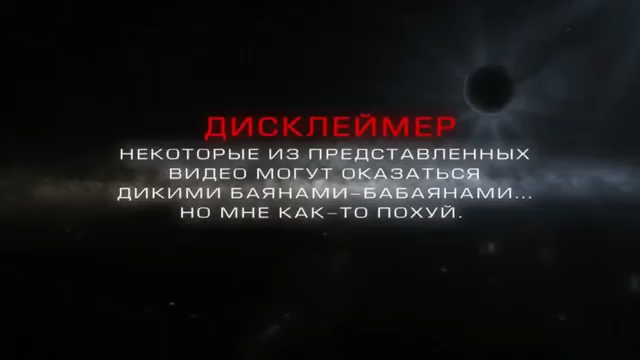 ДИСКЛЕЙМЕР
НЕКОТОРЫЕ ИЗ ПРЕДСТАВЛЕННЫХ
ВИДЕО МОГУТ ОКАЗАТЬСЯ
ДИКИМИ БАЯНАМИ-БАБАЯНАМИ...
НО МНЕ КАК-ТО ПОХУЙ.